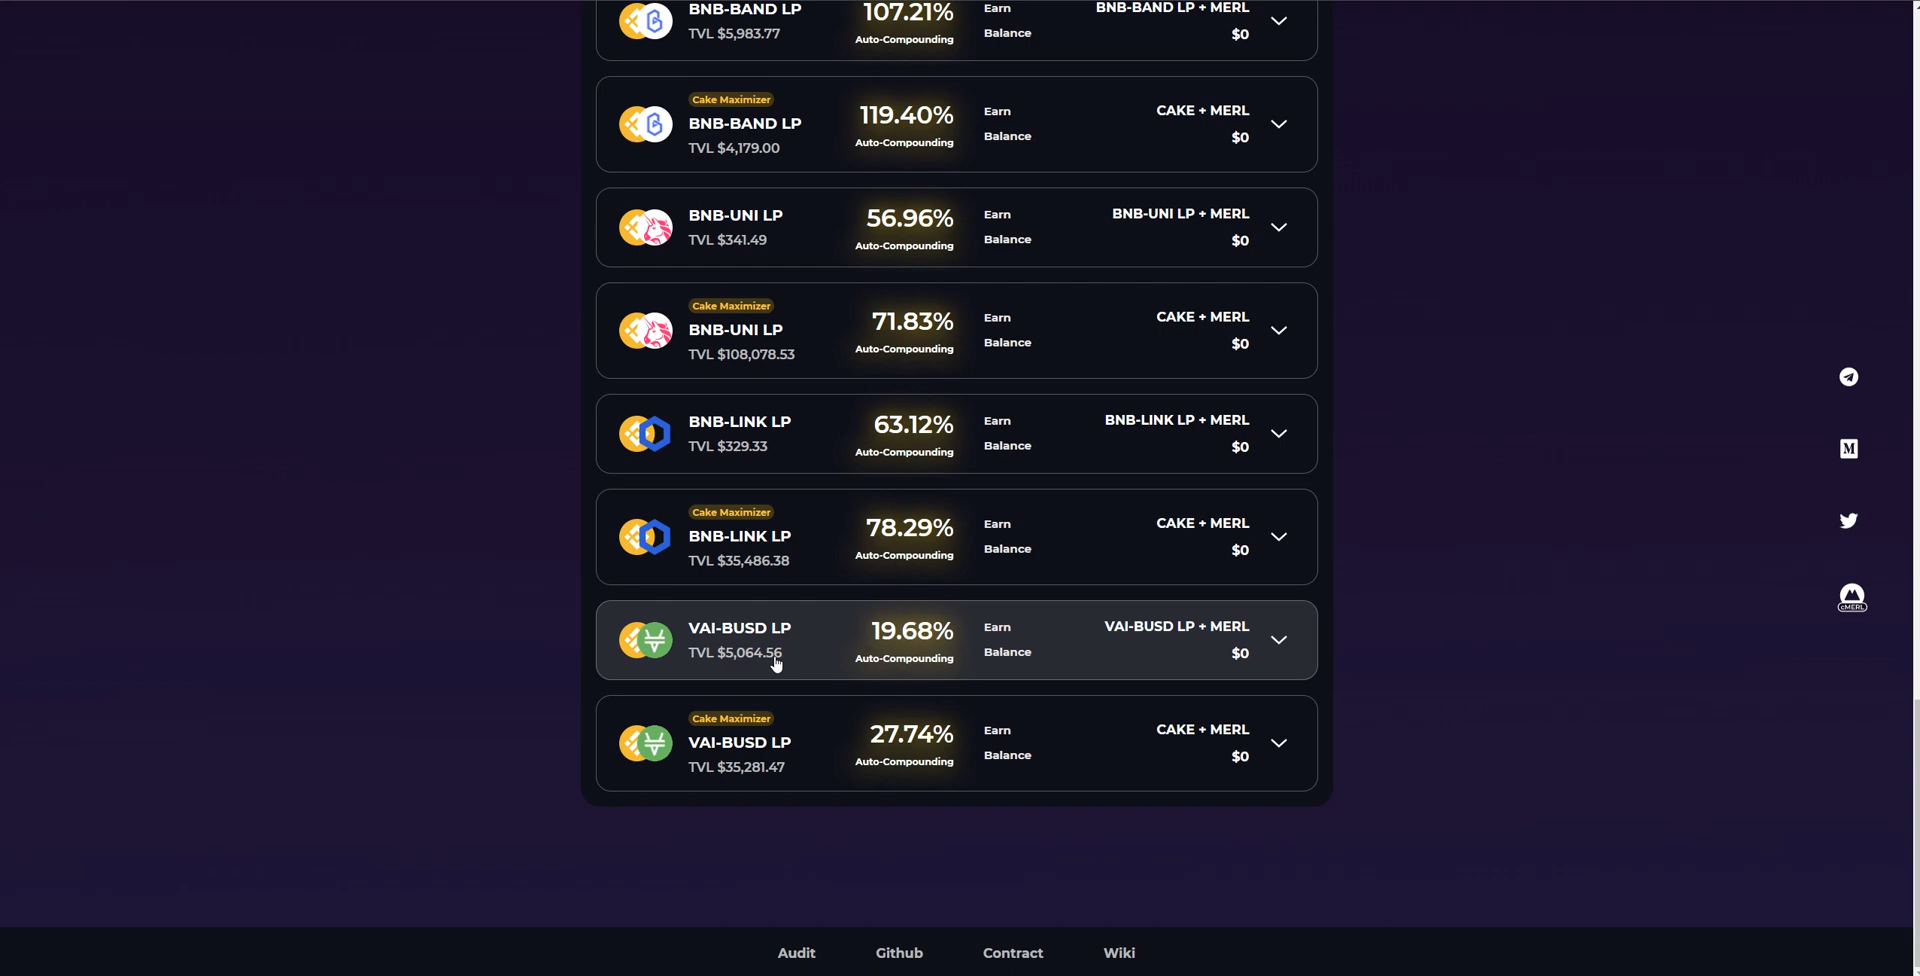 BNB-BAND LP
TVL $5,983.77
107.21%
Auto-Compounding
Earn
Balance
BNB-BAND LP + MERL
$0
Cake Maximizer
BNB-BAND LP
TVL $4,179.00
119.40%
Auto-Compounding
Earn
Balance
CAKE + MERL
$0
BNB-UNI LP
TVL $341.49
56.96%
Auto-Compounding
Earn
Balance
BNB-UNI LP + MERL
$0
Cake Maximizer
BNB-UNI LP
TVL $108,078.53
71.83%
Auto-Compounding
Earn
Balance
CAKE + MERL
$0
BNB-LINK LP
TVL $329.33
63.12%
Auto-Compounding
Earn
Balance
BNB-LINK LP + MERL
$0
Cake Maximizer
BNB-LINK LP
TVL $35,486.38
78.29%
Auto-Compounding
Earn
Balance
CAKE + MERL
$0
VAI-BUSD LP
TVL $5,064.56
19.68%
Auto-Compounding
Earn
Balance
VAI-BUSD LP + MERL
$0
Cake Maximizer
VAI-BUSD LP
TVL $35,281.47
27.74%
Auto-Compounding
Earn
Balance
CAKE + MERL
$0
M
cMERL
Audit
Github
Contract
Wiki